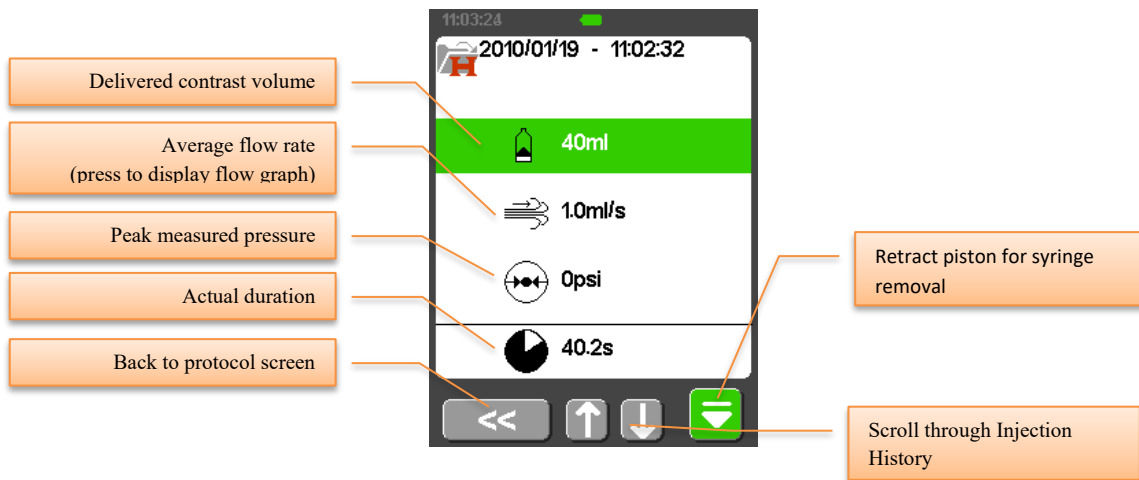 11:03:24
2010/01/19 - 11:02:32
H
Delivered contrast volume
40ml
Average flow rate
(press to display flow graph)
1.0ml/s
Peak measured pressure
0psi
Retract piston for syringe
removal
Actual duration
40.2s
Back to protocol screen
<<
Scroll through Injection
History